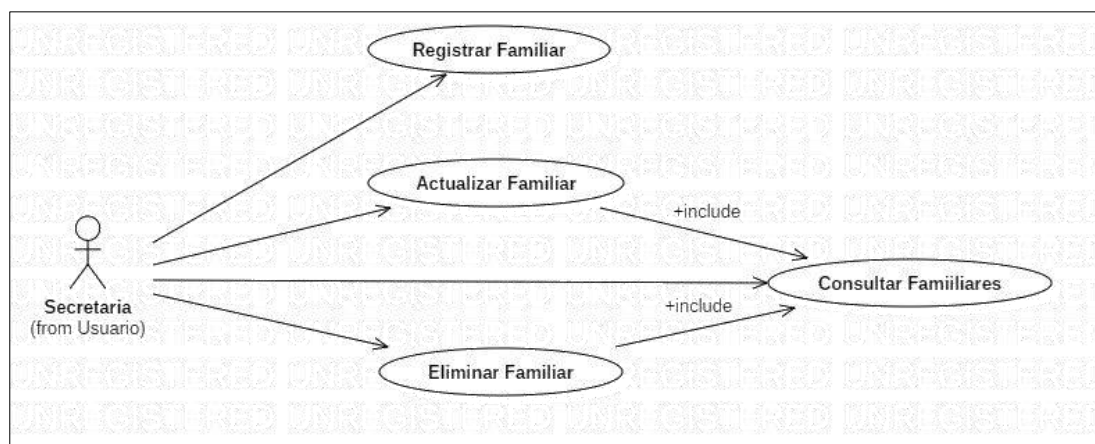 Registrar Familiar
Actualizar Familiar
+include
Consultar Famiiliares
+include
Secretaria
(from Usuario)
Eliminar Familiar